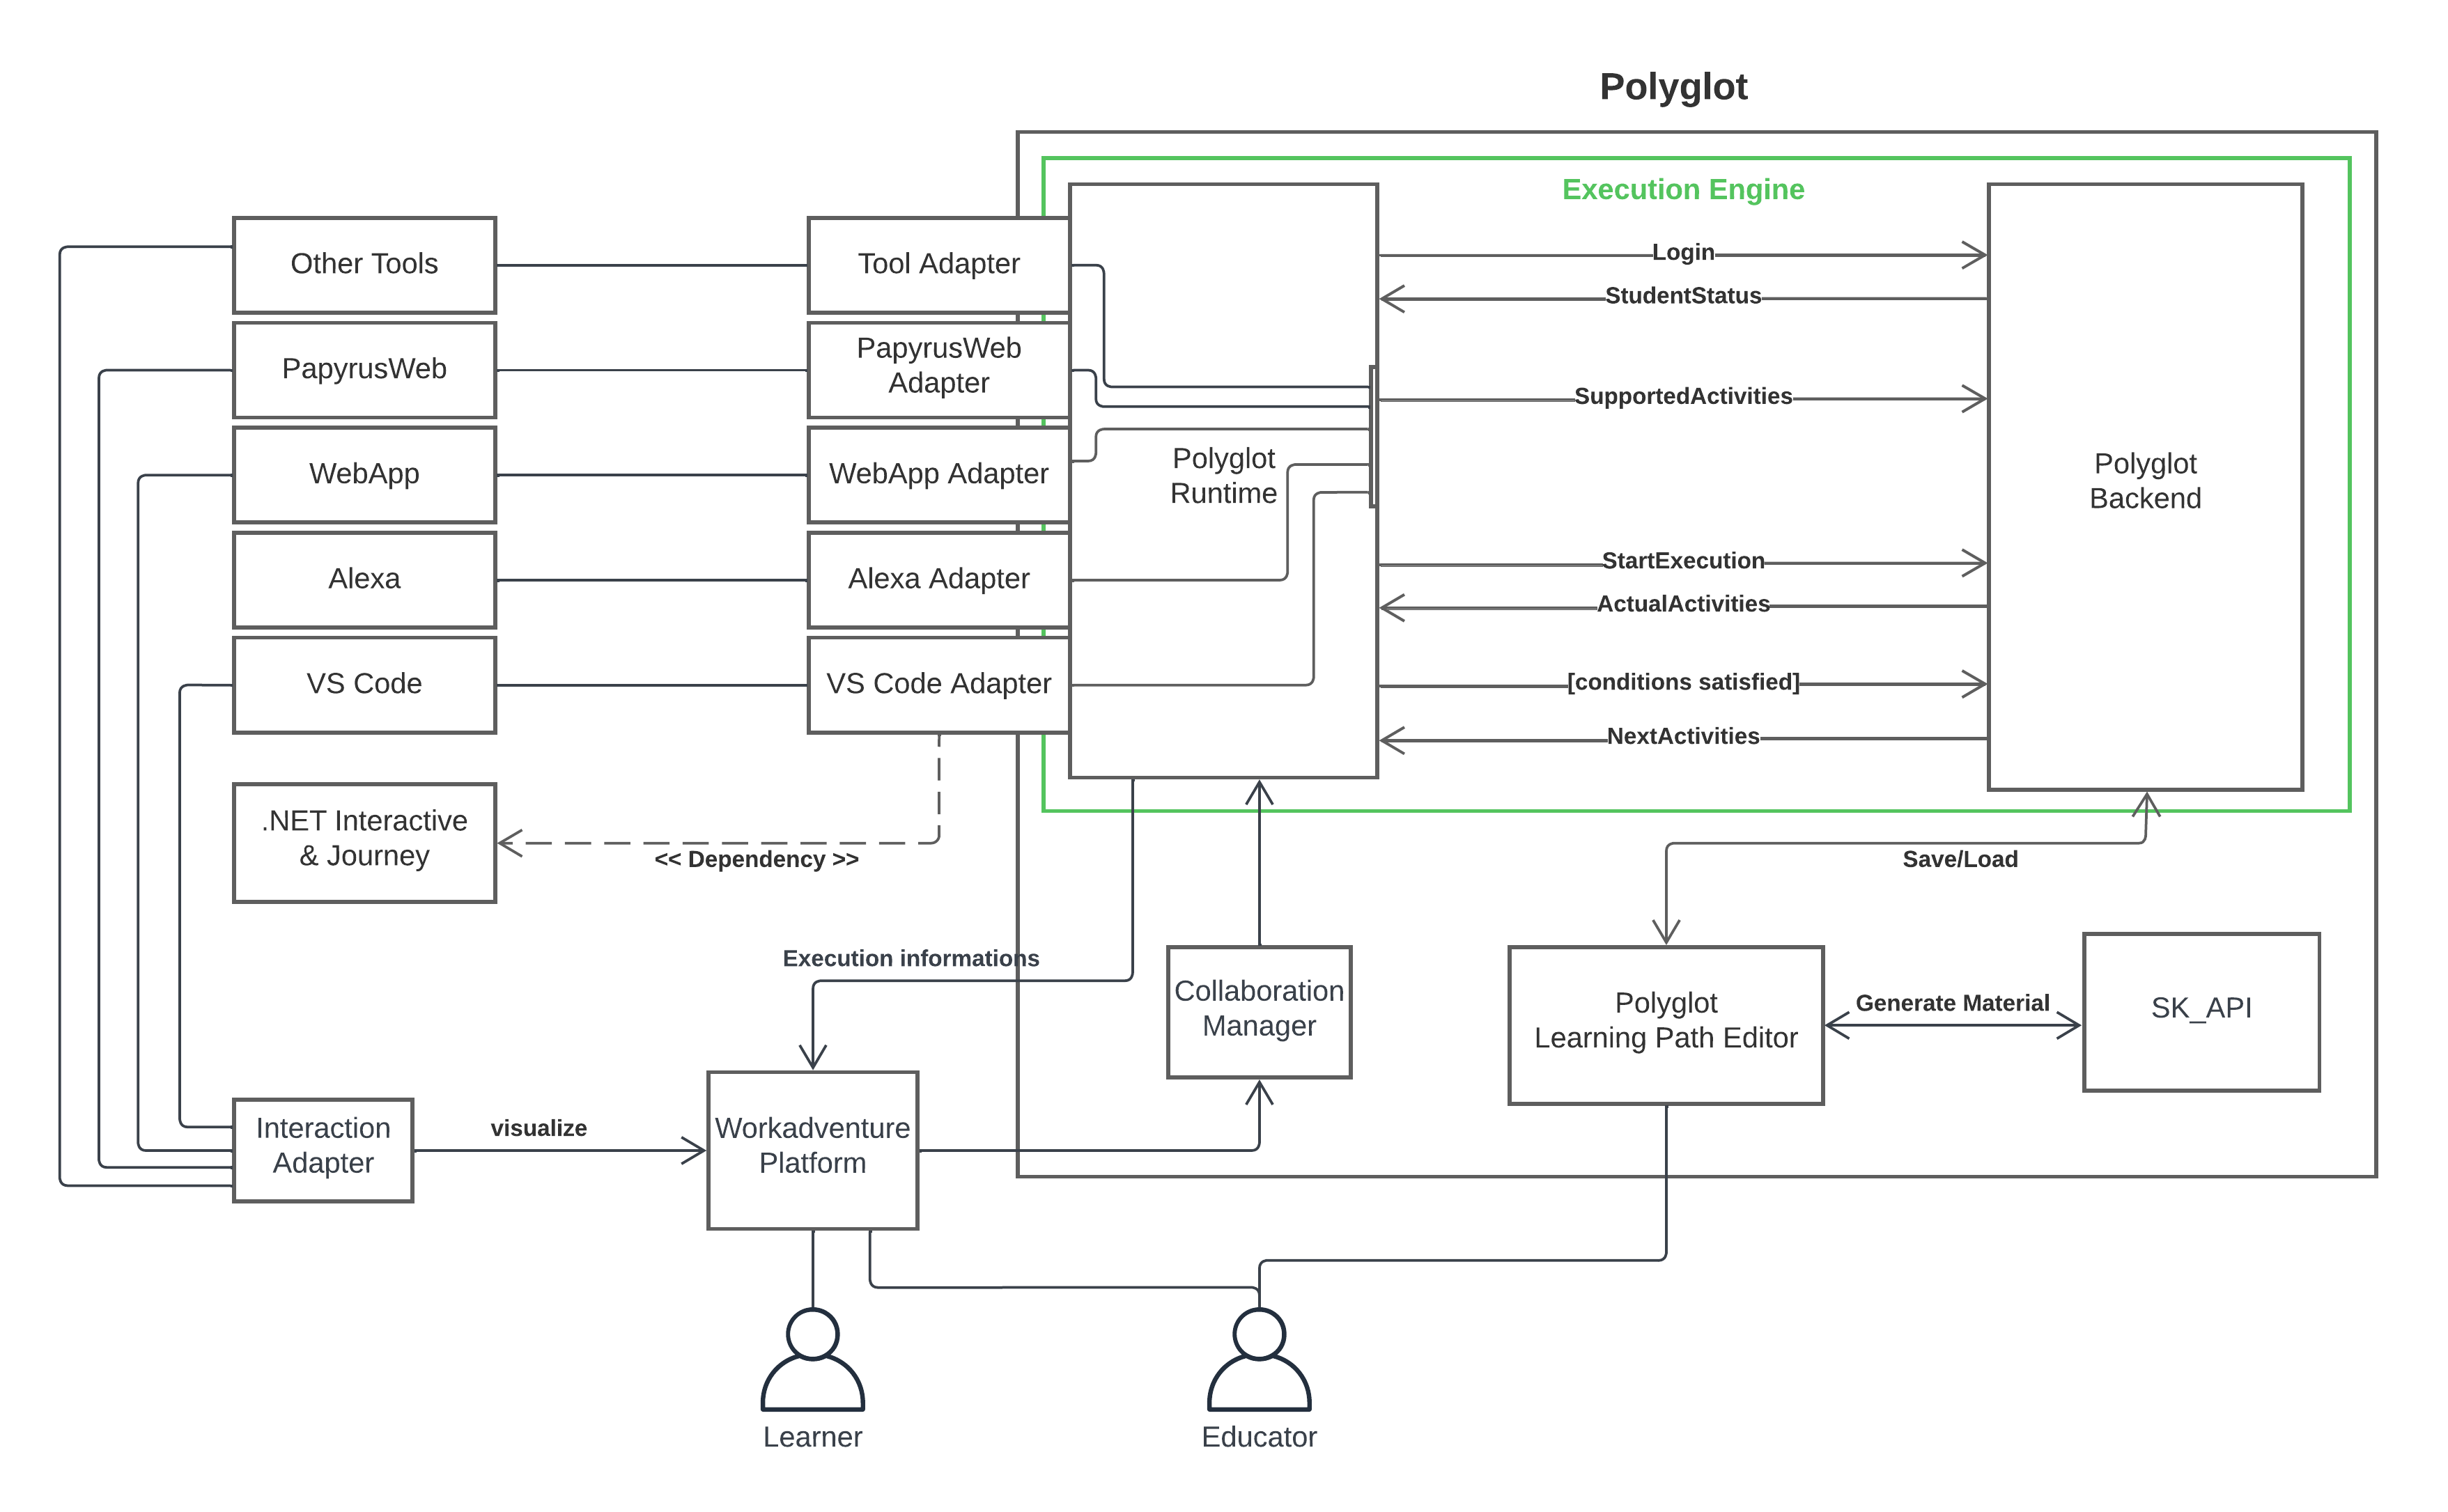 Polyglot
Execution Engine
Other Tools
Tool Adapter
Login
StudentStatus
PapyrusWeb
PapyrusWeb
Adapter
SupportedActivities
WebApp
WebApp Adapter
Polyglot
Runtime
Polyglot
Backend
Alexa
Alexa Adapter
StartExecution
ActualActivities
VS Code
VS Code Adapter
[conditions satisfied]
NextActivities
.NET Interactive
& Journey
<< Dependency >>
Save/Load
Execution informations
Collaboration
Manager
Polyglot
Learning Path Editor
Generate Material
SK_API
Interaction
Adapter
visualize
Workadventure
Platform
Learner
Educator